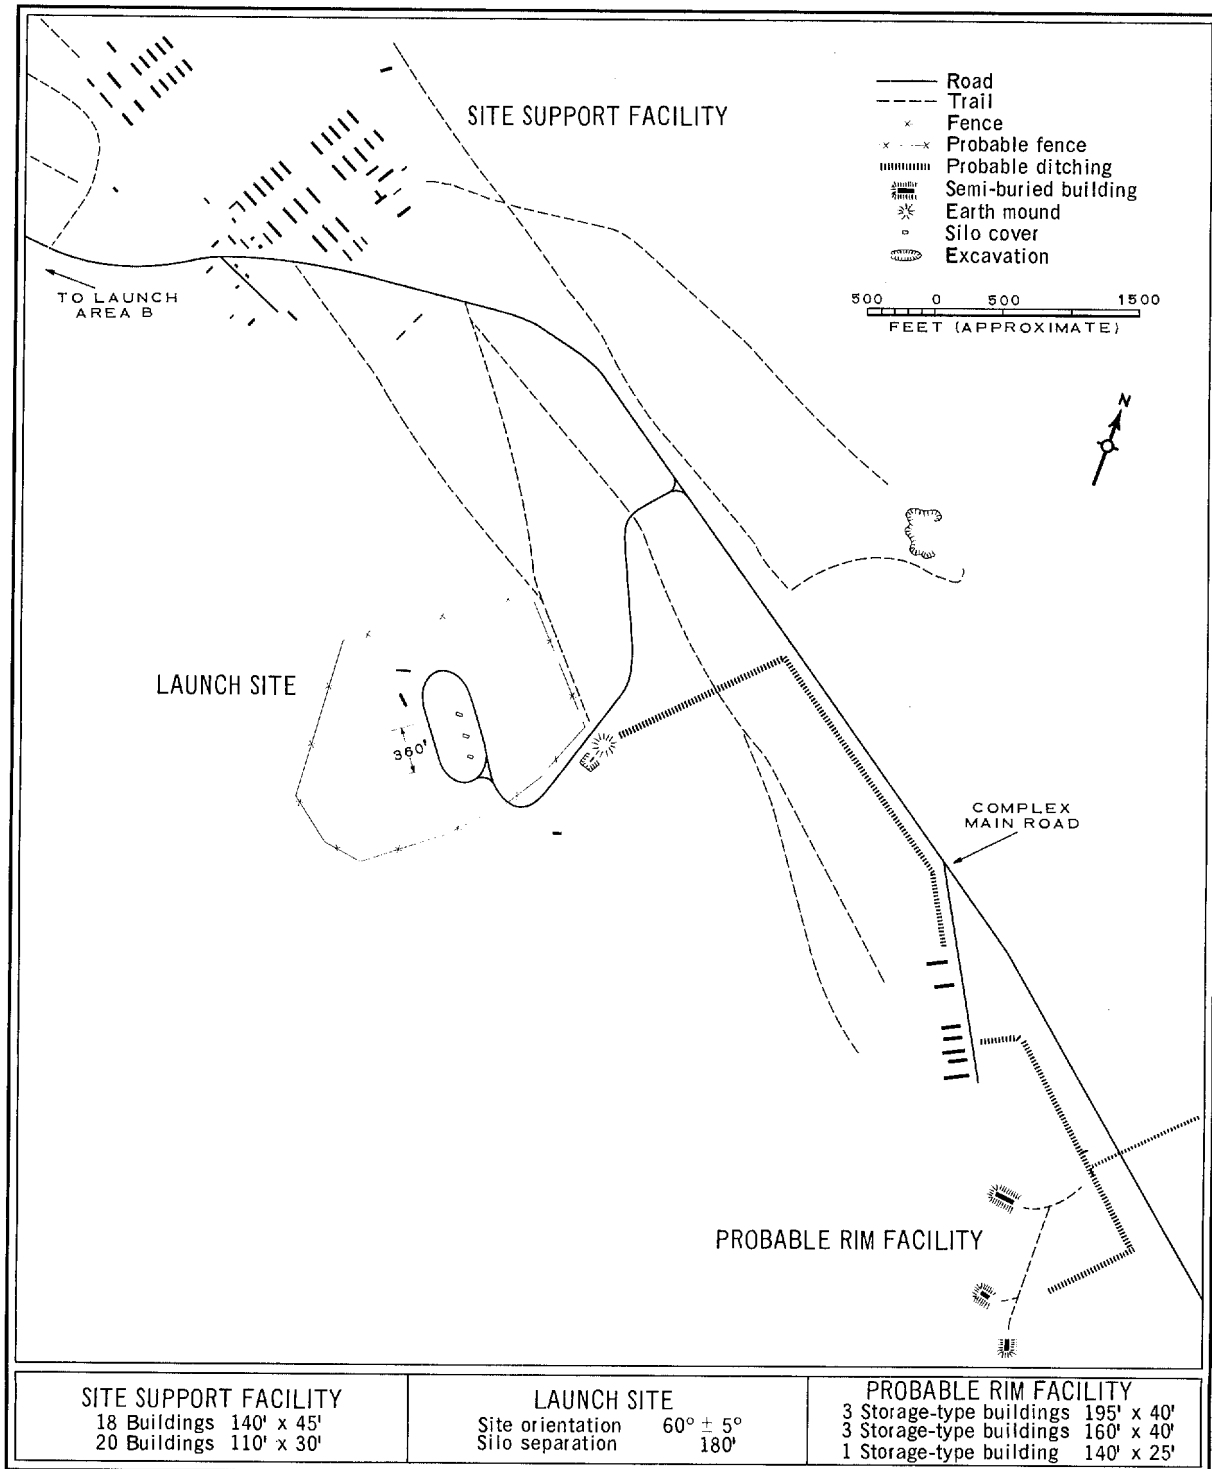 SITE SUPPORT FACILITY
Road
Trail
Fence
Probable fence
Probable ditching
Semi-buried building
Earth mound
Silo cover
Excavation
500 0 500 1500
FEET (APPROXIMATE)
TO LAUNCH
AREA B
N
LAUNCH SITE
360'
COMPLEX
MAIN ROAD
PROBABLE RIM FACILITY
SITE SUPPORT FACILITY
18 Buildings 140' x 45'
20 Buildings 110' x 30'
LAUNCH SITE
Site orientation 60° ± 5°
Silo separation 180'
PROBABLE RIM FACILITY
3 Storage-type buildings 195' x 40'
3 Storage-type buildings 160' x 40'
1 Storage-type building 140' x 25'